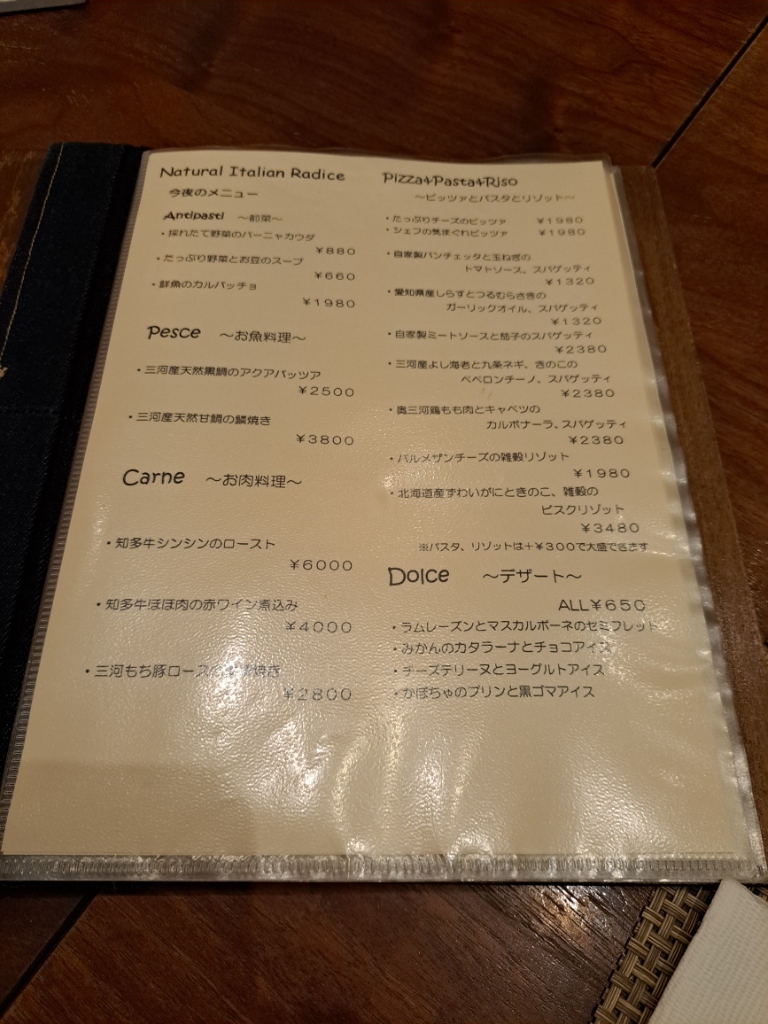 Natural Italian Radice
今夜のメニュー
Antipasti ～前菜～
・採れたて野菜のバーニャカウダ
¥880
・たっぷり野菜とお豆のスープ
¥660
・鮮魚のカルパッチョ
¥1980
Pesce ～お魚料理～
・三河産天然黒鯛のアクアパッツア
¥2500
・三河産天然甘鯛の鱗焼き
¥3800
Carne ～お肉料理～
・知多牛シンシンのロースト
¥6000
・知多牛ほほ肉の赤ワイン煮込み
¥4000
・三河もち豚ロース 焼き
¥2800
Pizza&Pasta&Riso
～ピッツァとパスタとリゾット～
・たっぷりチーズのピッツァ ¥1980
・シェフの気まぐれピッツァ ¥1980
・自家製パンチェッタと玉ねぎの
トマトソース、スパゲッティ
¥1320
・愛知県産しらすとつるむらさきの
ガーリックオイル、スパゲッティ
¥1320
・自家製ミートソースと茄子のスパゲッティ
¥2380
・三河産よし海老と九条ネギ、きのこの
ペペロンチーノ、スパゲッティ
¥2380
・奥三河鶏もも肉とキャベツの
カルボナーラ、スパゲッティ
¥2380
・パルメザンチーズの雑穀リゾット
¥1980
・北海道産ずわいがにときのこ、雑穀の
ビスクリゾット
¥3480
※パスタ、リゾットは＋¥300で大盛できます
Dolce ～デザート～
ALL¥650
・ラムレーズンとマスカルポーネのセミフレット
・みかんのカタラーナとチョコアイス
・チーズテリーヌとヨーグルトアイス
・かぼちゃのプリンと黒ゴマアイス